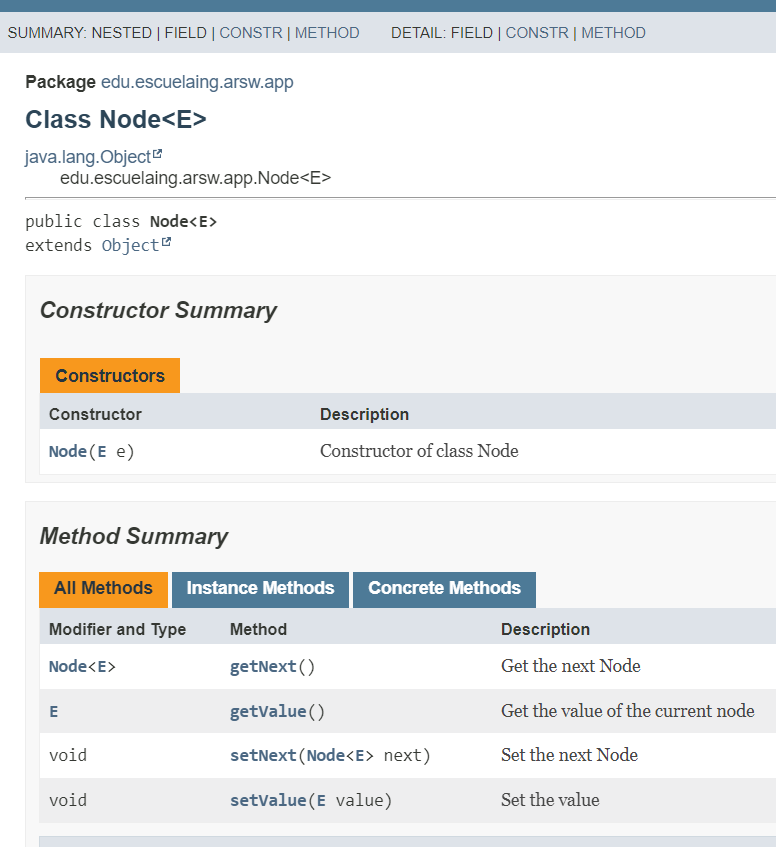 SUMMARY: NESTED | FIELD | CONSTR | METHOD DETAIL: FIELD | CONSTR | METHOD
Package edu.escuelaing.arsw.app
Class Node<E>
java.lang.Object
edu.escuelaing.arsw.app.Node<E>
public class Node<E>
extends Object
Constructor Summary
Constructors
Constructor Description
Node(E e) Constructor of class Node
Method Summary
All Methods Instance Methods Concrete Methods
Modifier and Type Method Description
Node<E> getNext() Get the next Node
E getValue() Get the value of the current node
void setNext(Node<E> next) Set the next Node
void setValue(E value) Set the value